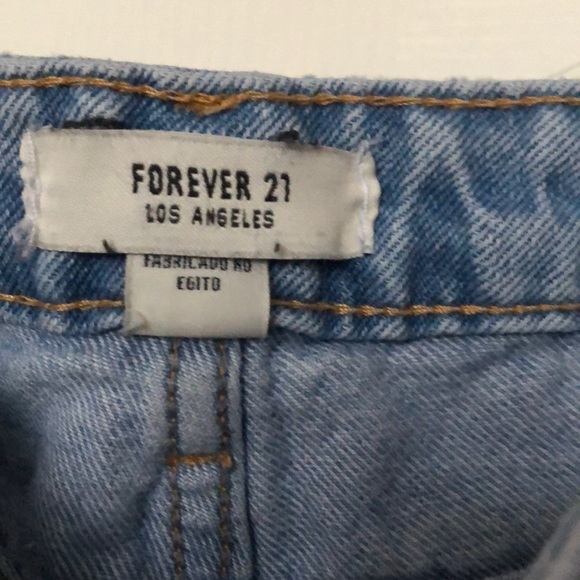 FOREVER 21
LOS ANGELES
FABRICADO NO
EGITO